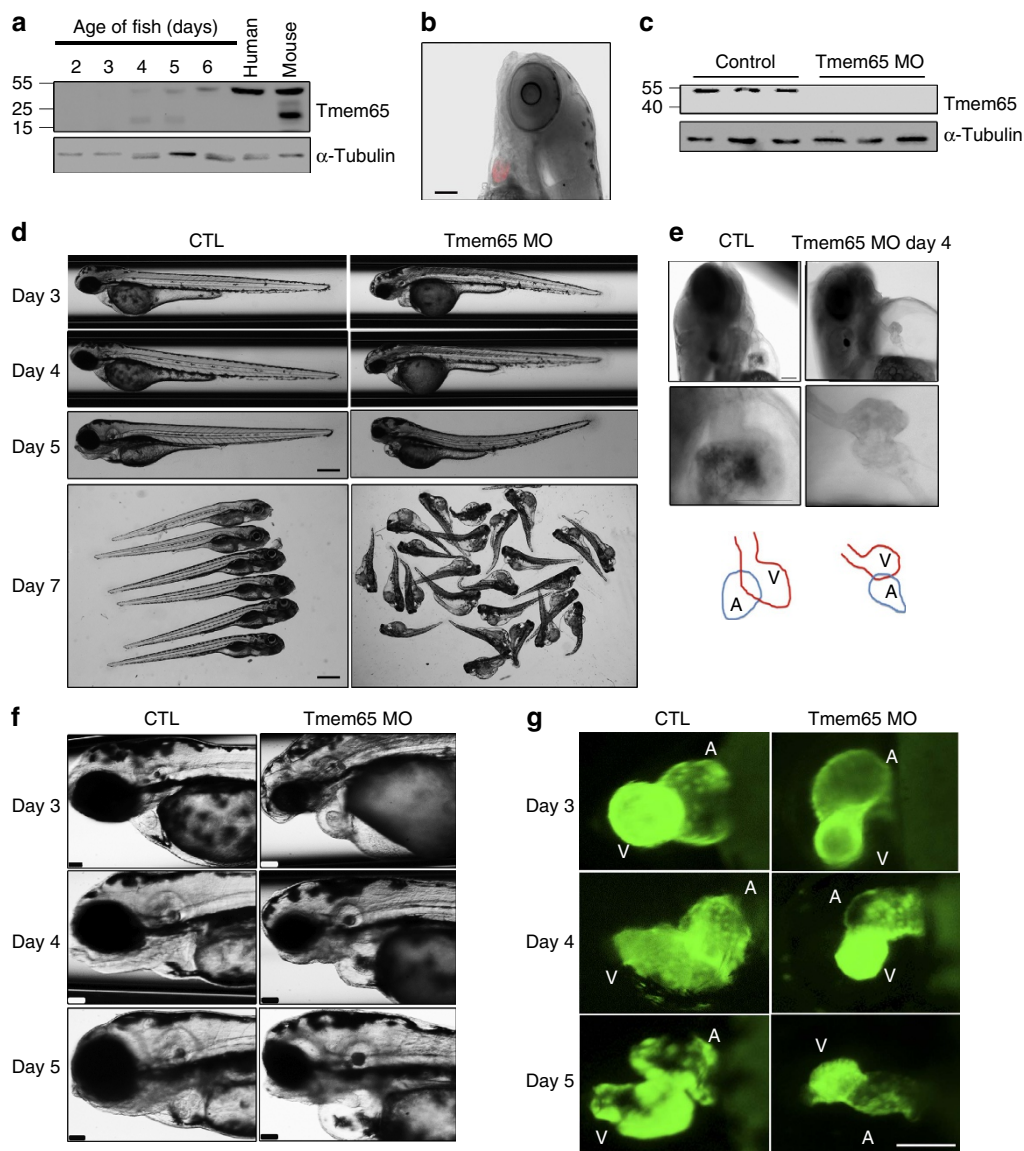 a
Age of fish (days)
2 3 4 5 6 Human Mouse
55
25
15
Tmem65
α-Tubulin
b
c
Control Tmem65 MO
55
40
Tmem65
α-Tubulin
d
CTL Tmem65 MO
Day 3
Day 4
Day 5
Day 7
e
CTL Tmem65 MO day 4
A V
V
A
f
CTL Tmem65 MO
Day 3
Day 4
Day 5
g
CTL Tmem65 MO
Day 3
A
V
A
V
Day 4
A
V
A
V
Day 5
A
V
V
A